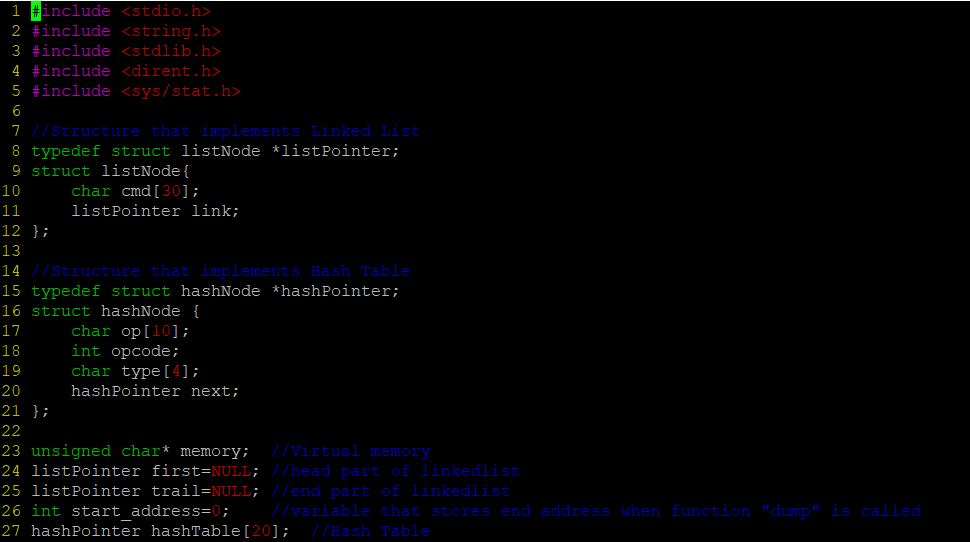 1 #include <stdio.h>
2 #include <string.h>
3 #include <stdlib.h>
4 #include <dirent.h>
5 #include <sys/stat.h>
6
7 //Structure that implements Linked List
8 typedef struct listNode *listPointer;
9 struct listNode{
10     char cmd[30];
11     listPointer link;
12 };
13
14 //Structure that implements Hash Table
15 typedef struct hashNode *hashPointer;
16 struct hashNode {
17     char op[10];
18     int opcode;
19     char type[4];
20     hashPointer next;
21 };
22
23 unsigned char* memory;  //Virtual memory
24 listPointer first=NULL; //head part of linkedlist
25 listPointer trail=NULL; //end part of linkedlist
26 int start_address=0;    //variable that stores end address when function "dump" is called
27 hashPointer hashTable[20];  //Hash Table